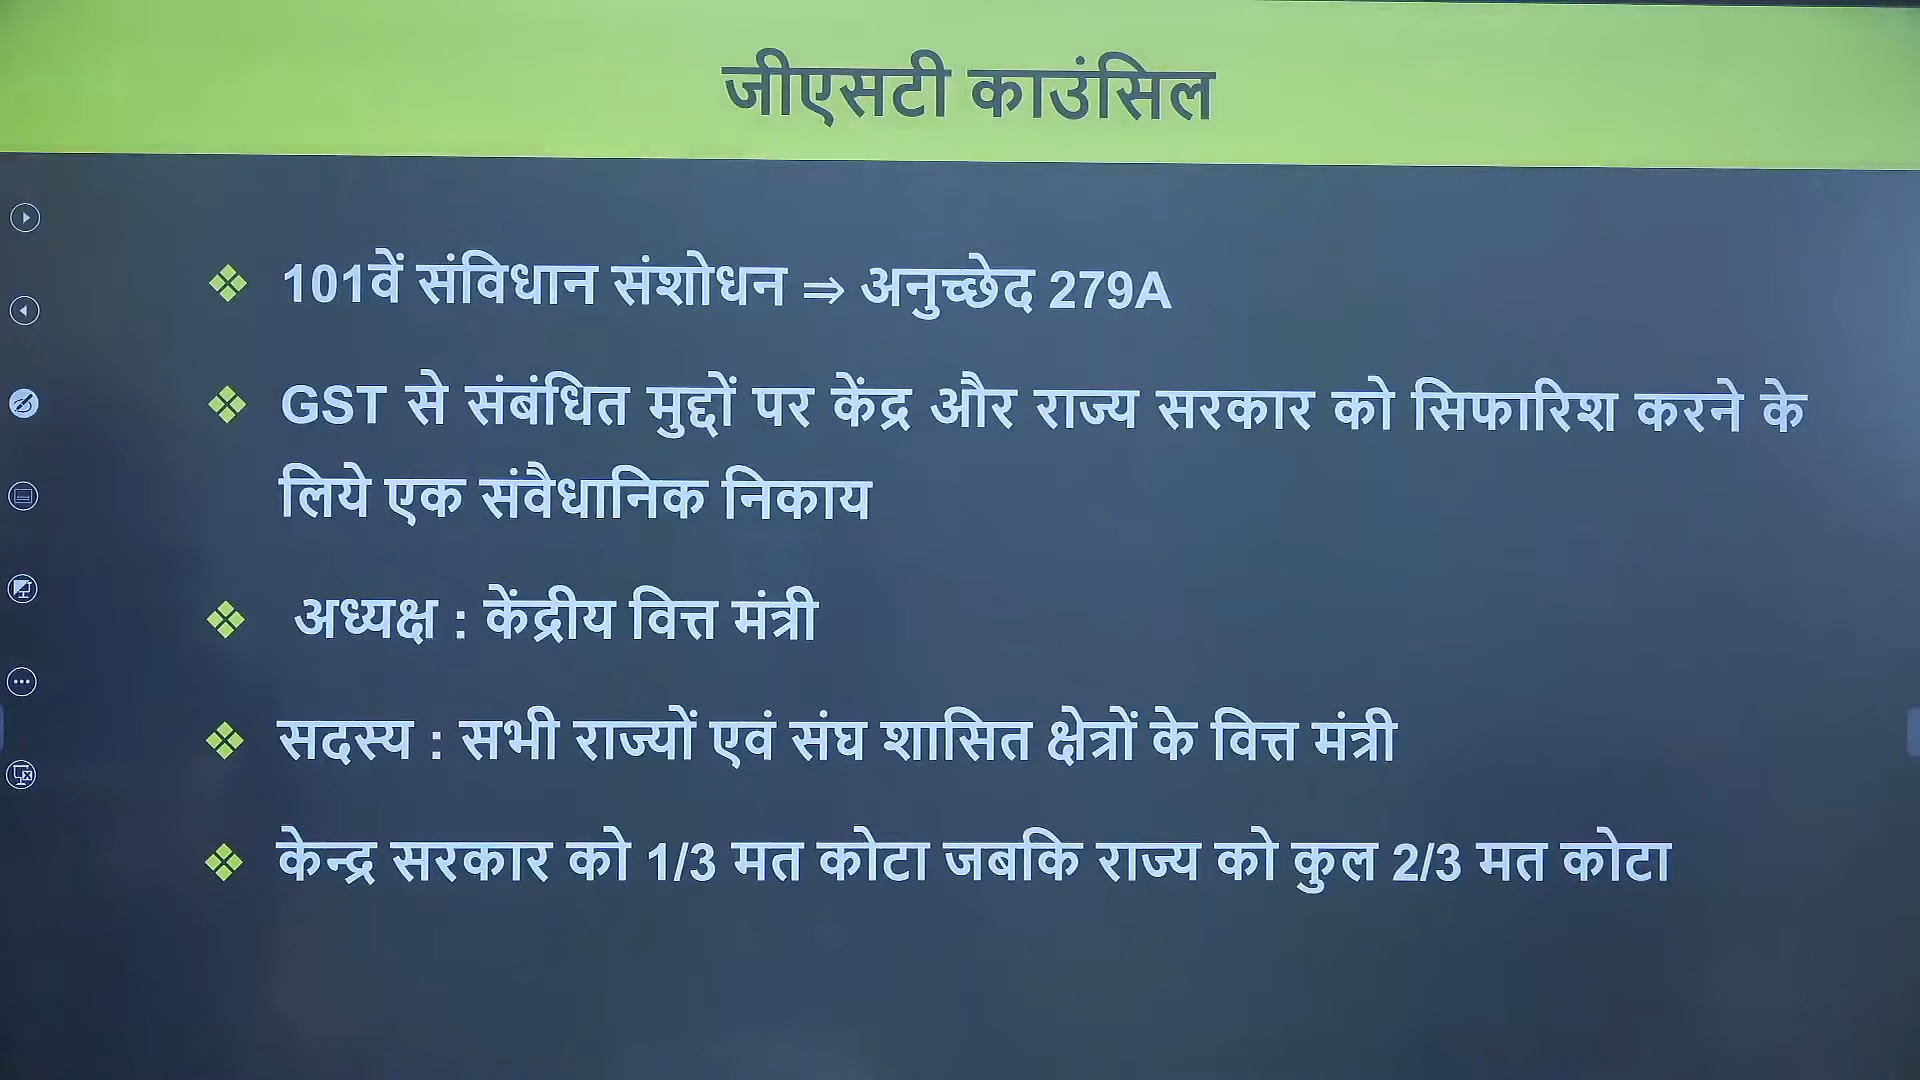 जीएसटी काउंसिल
101वें संविधान संशोधन ⇒ अनुच्छेद 279A
GST से संबंधित मुद्दों पर केंद्र और राज्य सरकार को सिफारिश करने के
लिये एक संवैधानिक निकाय
अध्यक्ष : केंद्रीय वित्त मंत्री
सदस्य : सभी राज्यों एवं संघ शासित क्षेत्रों के वित्त मंत्री
केन्द्र सरकार को 1/3 मत कोटा जबकि राज्य को कुल 2/3 मत कोटा